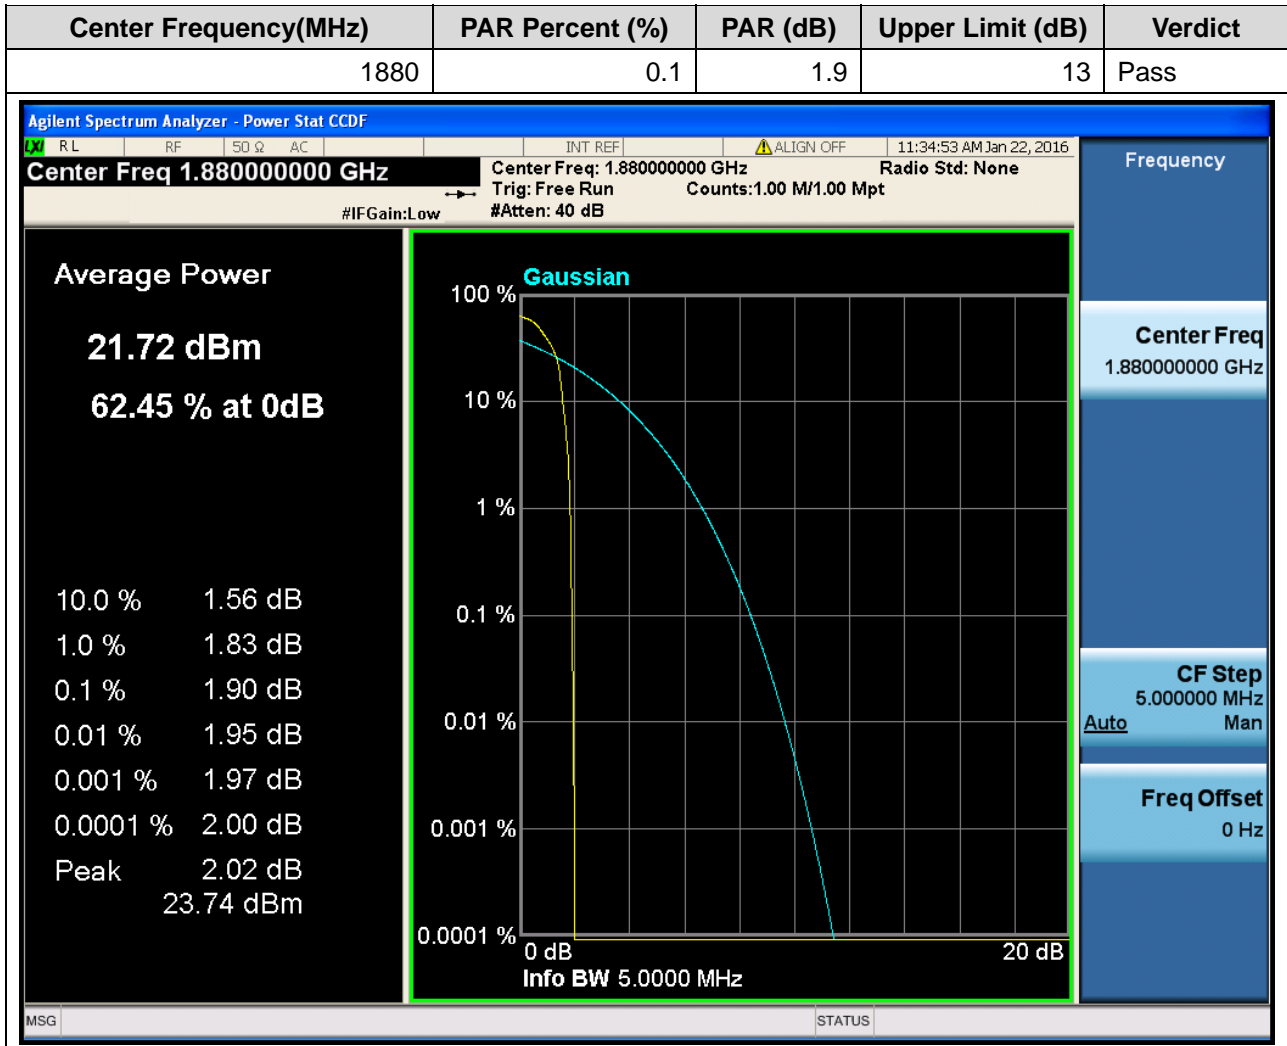 Center Frequency(MHz) PAR Percent (%) PAR (dB) Upper Limit (dB) Verdict
1880 0.1 1.9 13 Pass
Agilent Spectrum Analyzer - Power Stat CCDF
LXI RL RF 50 Ω AC INT REF ALIGN OFF 11:34:53 AM Jan 22, 2016
Center Freq 1.880000000 GHz
Center Freq: 1.880000000 GHz Radio Std: None
Trig: Free Run Counts:1.00 M/1.00 Mpt
#IFGain:Low #Atten: 40 dB
Average Power
21.72 dBm
62.45 % at 0dB
10.0 % 1.56 dB
1.0 % 1.83 dB
0.1 % 1.90 dB
0.01 % 1.95 dB
0.001 % 1.97 dB
0.0001 % 2.00 dB
Peak 2.02 dB
23.74 dBm
Gaussian
100 %
10 %
1 %
0.1 %
0.01 %
0.001 %
0.0001 %
0 dB 20 dB
Info BW 5.0000 MHz
Frequency
Center Freq
1.880000000 GHz
CF Step
5.000000 MHz
Auto Man
Freq Offset
0 Hz
MSG STATUS